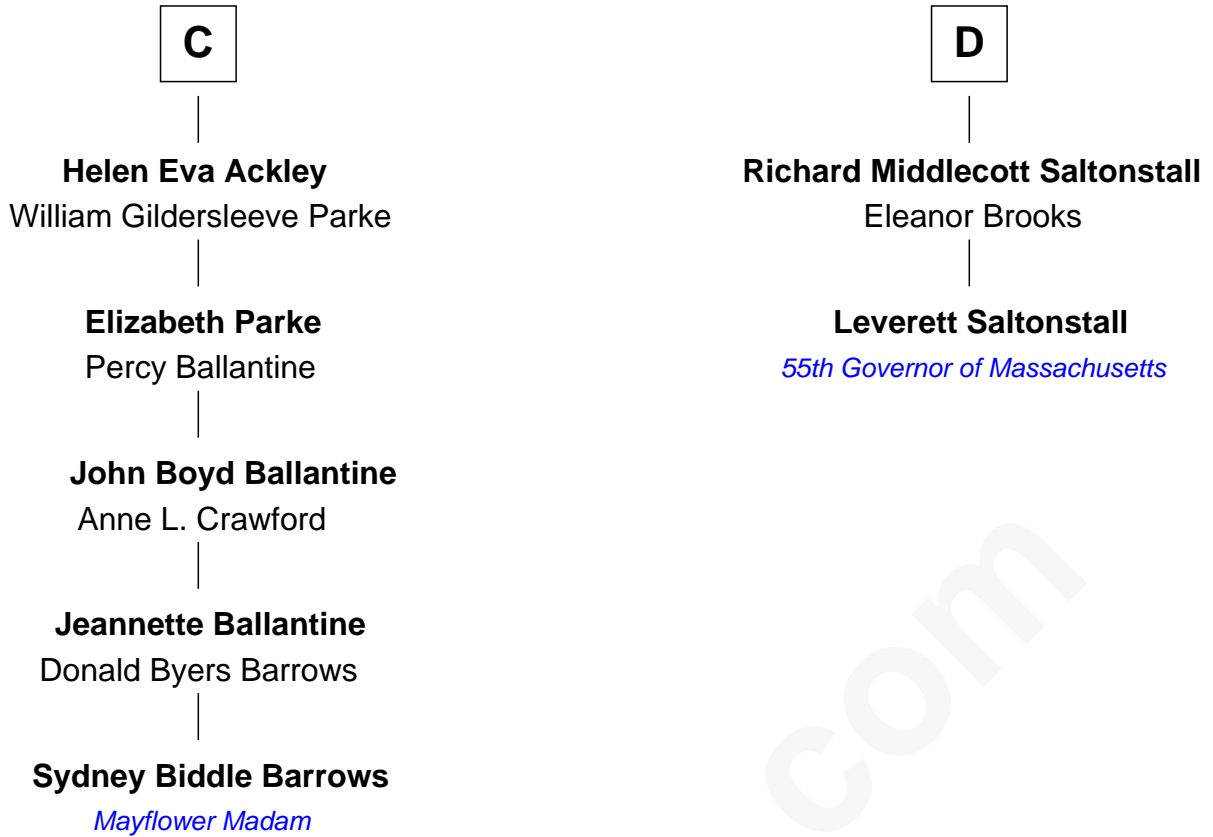 C
Helen Eva Ackley
William Gildersleeve Parke
Elizabeth Parke
Percy Ballantine
John Boyd Ballantine
Anne L. Crawford
Jeannette Ballantine
Donald Byers Barrows
Sydney Biddle Barrows
Mayflower Madam
D
Richard Middlecott Saltonstall
Eleanor Brooks
Leverett Saltonstall
55th Governor of Massachusetts
com